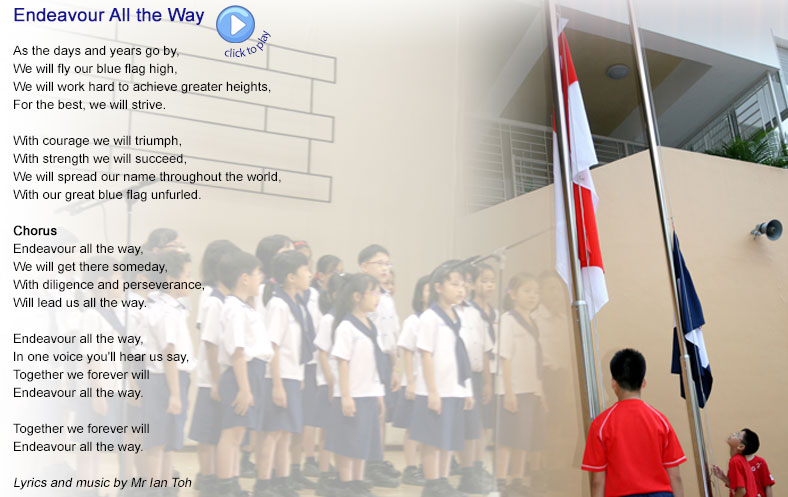 Endeavour All the Way
click to play
As the days and years go by,
We will fly our blue flag high,
We will work hard to achieve greater heights,
For the best, we will strive.
With courage we will triumph,
With strength we will succeed,
We will spread our name throughout the world,
With our great blue flag unfurled.
Chorus
Endeavour all the way,
We will get there someday,
With diligence and perseverance,
Will lead us all the way.
Endeavour all the way,
In one voice you'll hear us say,
Together we forever will
Endeavour all the way.
Together we forever will
Endeavour all the way.
Lyrics and music by Mr Ian Toh